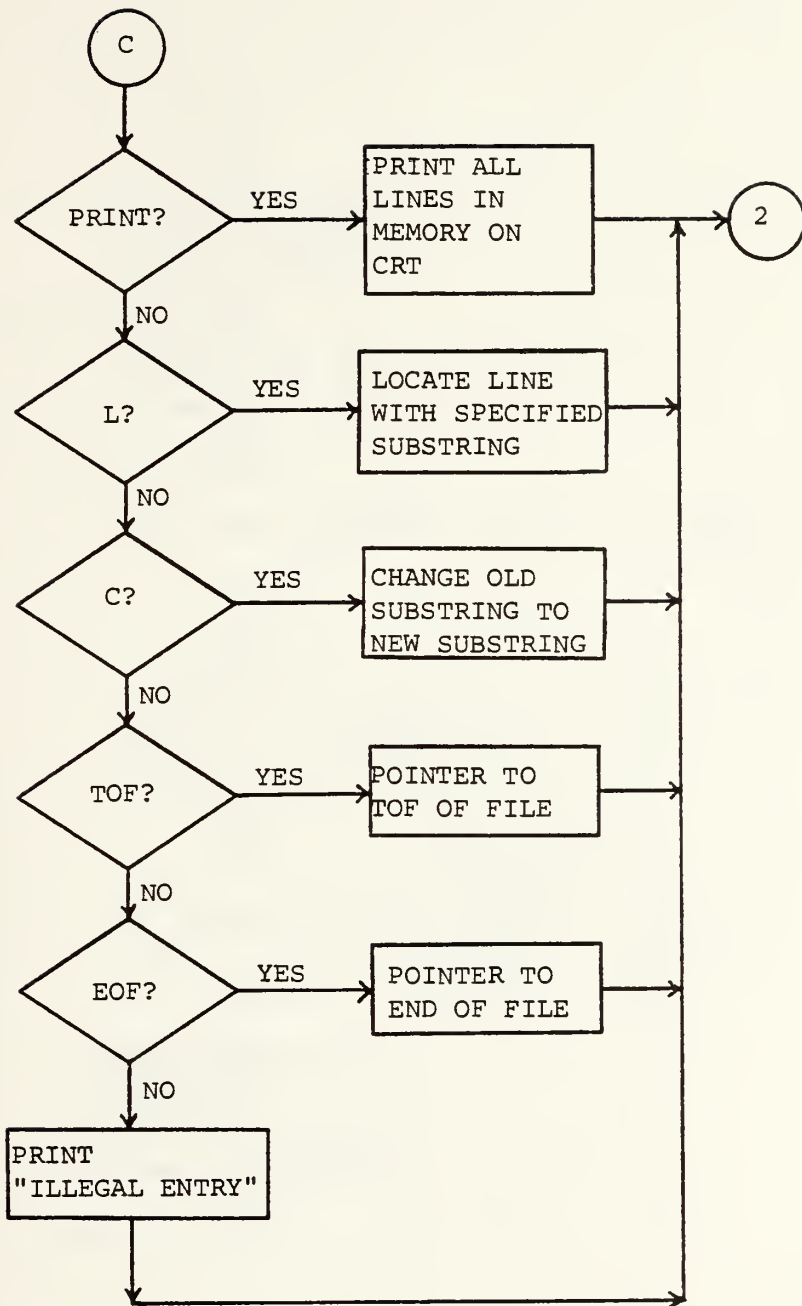 C
PRINT?
YES
PRINT ALL
LINES IN
MEMORY ON
CRT
2
NO
L?
YES
LOCATE LINE
WITH SPECIFIED
SUBSTRING
NO
C?
YES
CHANGE OLD
SUBSTRING TO
NEW SUBSTRING
NO
TOF?
YES
POINTER TO
TOF OF FILE
NO
EOF?
YES
POINTER TO
END OF FILE
NO
PRINT
"ILLEGAL ENTRY"